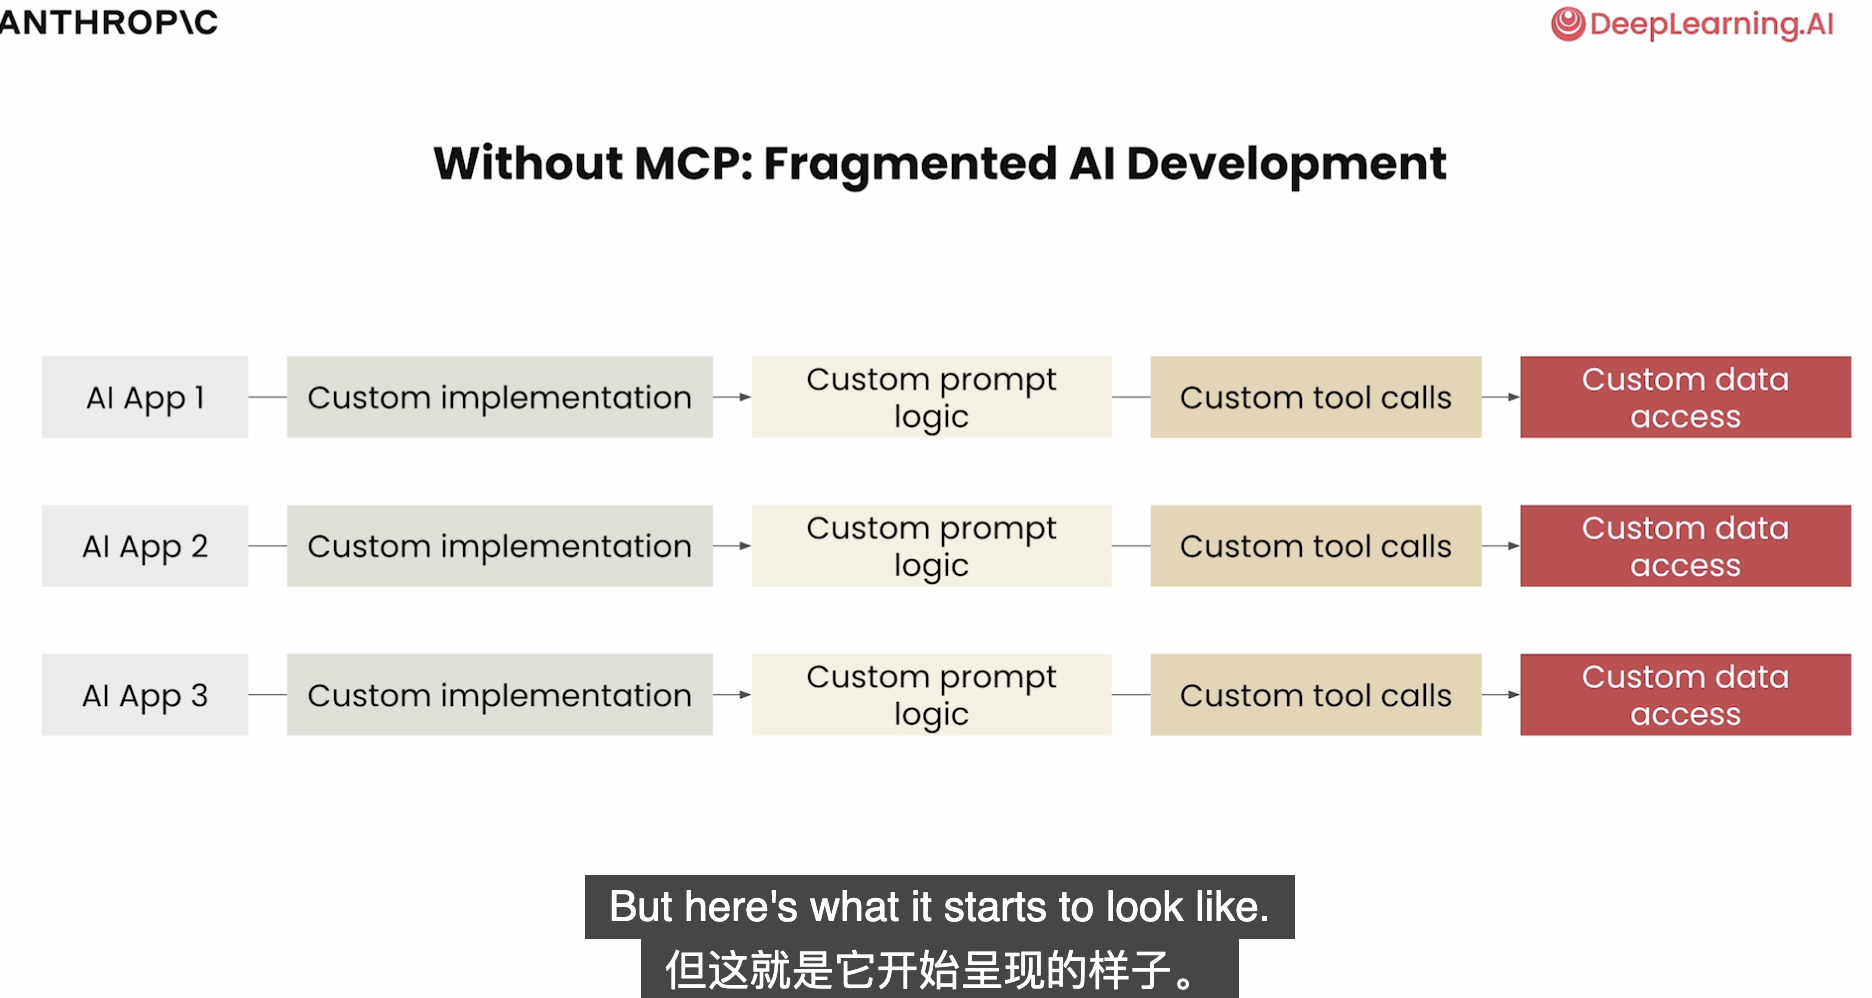 ANTHROP\C
DeepLearning.AI
Without MCP: Fragmented AI Development
AI App 1
Custom implementation
Custom prompt
logic
Custom tool calls
Custom data
access
AI App 2
Custom implementation
Custom prompt
logic
Custom tool calls
Custom data
access
AI App 3
Custom implementation
Custom prompt
logic
Custom tool calls
Custom data
access
But here's what it starts to look like.
但这就是它开始呈现的样子。